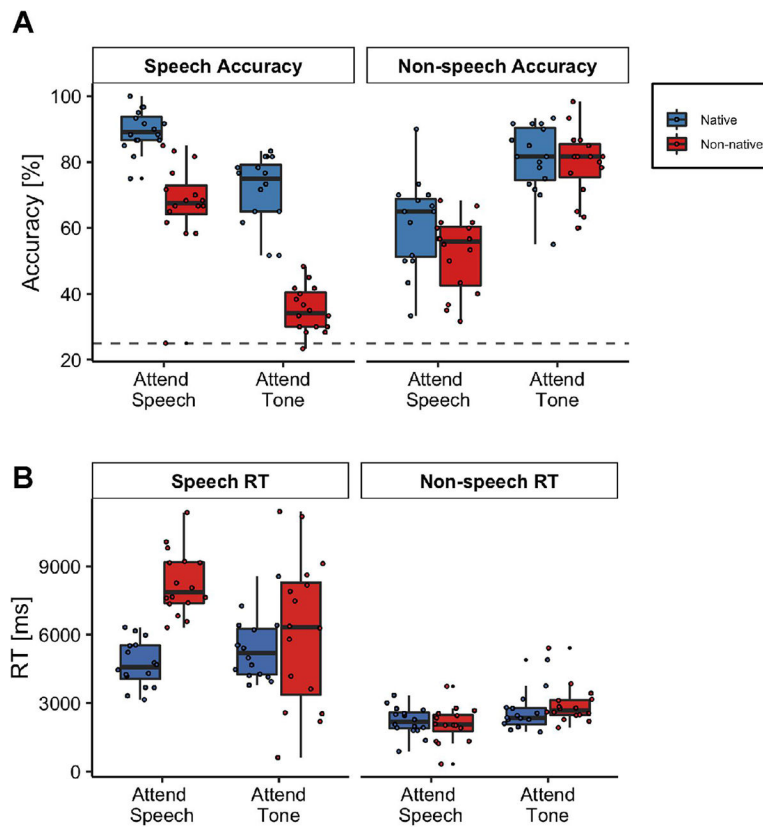 A
Speech Accuracy
Non-speech Accuracy
Native
Non-native
Accuracy [%]
100
80
60
40
20
Attend
Speech
Attend
Tone
Attend
Speech
Attend
Tone
B
Speech RT
Non-speech RT
RT [ms]
9000
6000
3000
0
Attend
Speech
Attend
Tone
Attend
Speech
Attend
Tone